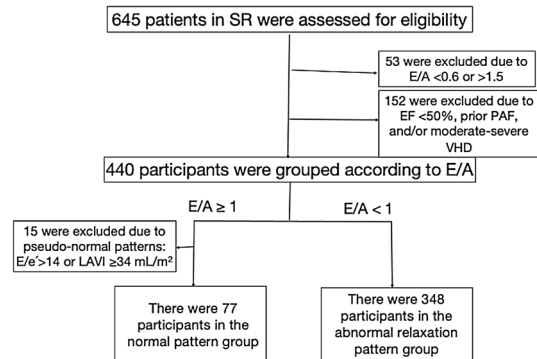 645 patients in SR were assessed for eligibility
53 were excluded due to
E/A <0.6 or >1.5
152 were excluded due to
EF <50%, prior PAF,
and/or moderate-severe
VHD
440 participants were grouped according to E/A
E/A ≥ 1
E/A < 1
15 were excluded due to
pseudo-normal patterns:
E/e´>14 or LAVI ≥34 mL/m²
There were 77
participants in the
normal pattern group
There were 348
participants in the
abnormal relaxation
pattern group